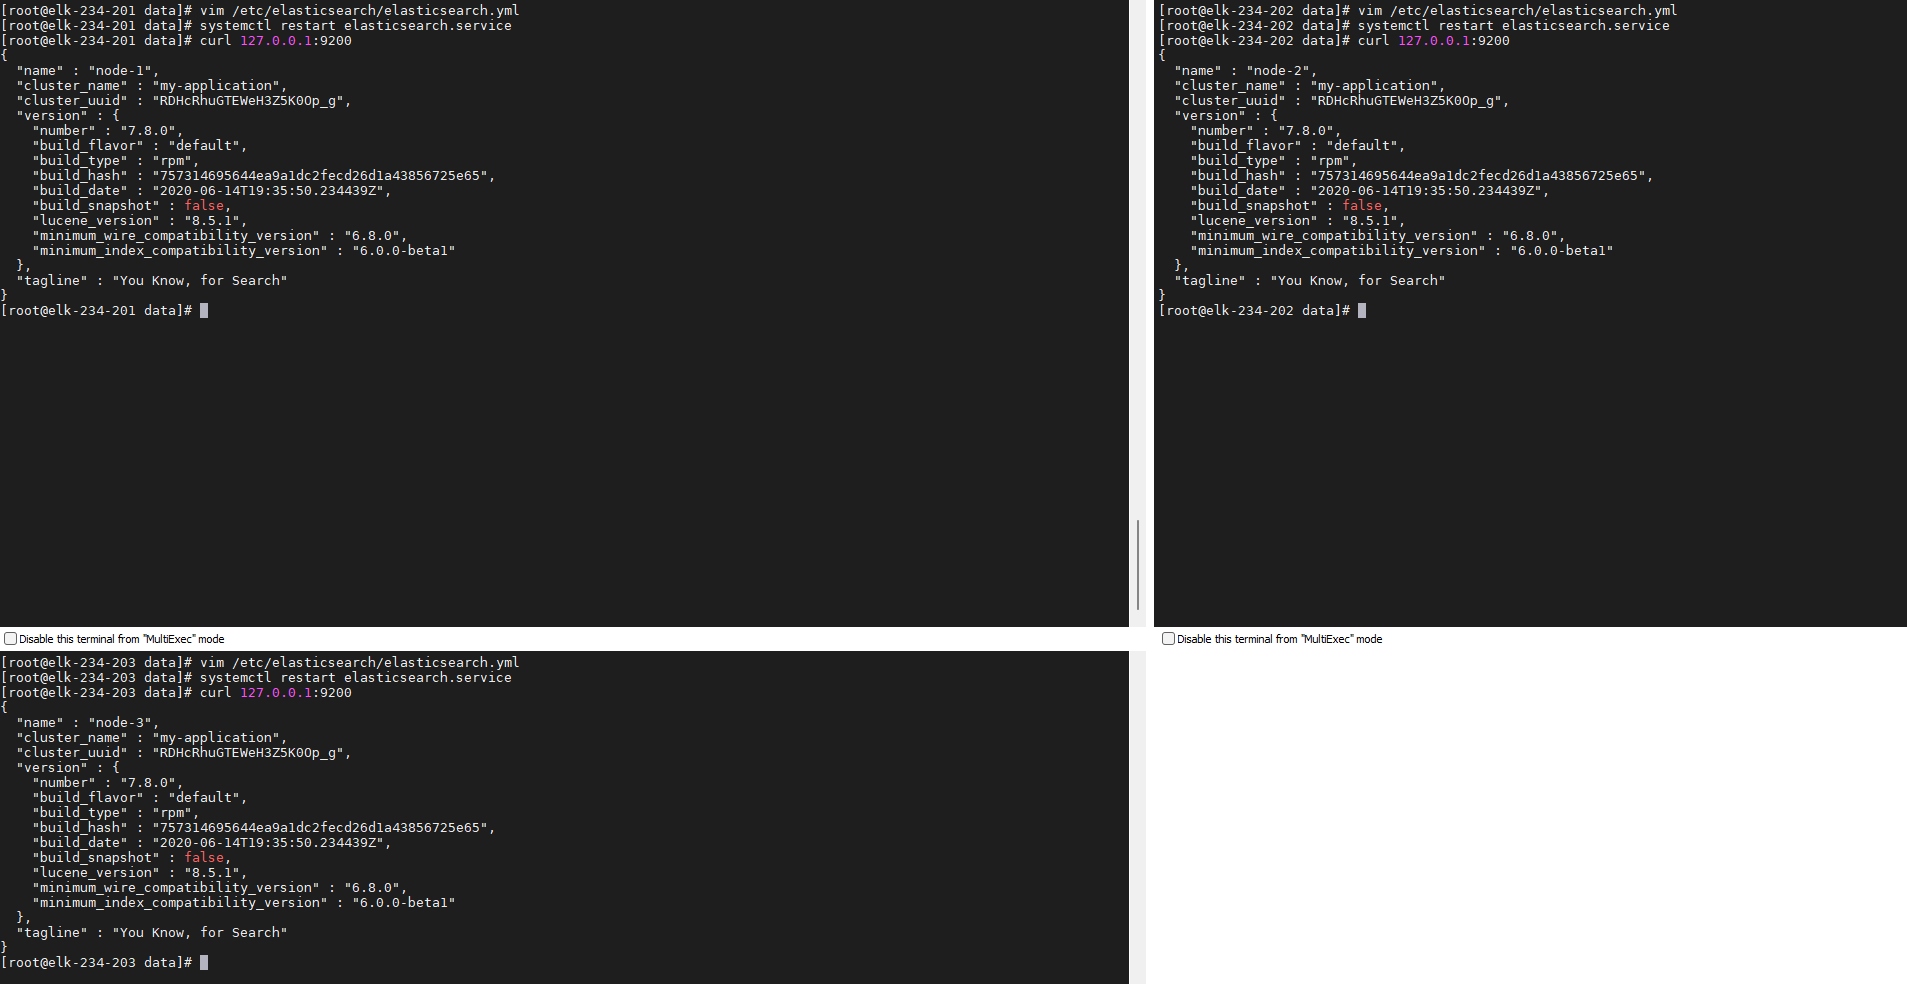 [root@elk-234-201 data]# vim /etc/elasticsearch/elasticsearch.yml
[root@elk-234-201 data]# systemctl restart elasticsearch.service
[root@elk-234-201 data]# curl 127.0.0.1:9200
{
  "name" : "node-1",
  "cluster_name" : "my-application",
  "cluster_uuid" : "RDHcRhuGTEWeH3Z5K0Op_g",
  "version" : {
    "number" : "7.8.0",
    "build_flavor" : "default",
    "build_type" : "rpm",
    "build_hash" : "757314695644ea9a1dc2fecd26d1a43856725e65",
    "build_date" : "2020-06-14T19:35:50.234439Z",
    "build_snapshot" : false,
    "lucene_version" : "8.5.1",
    "minimum_wire_compatibility_version" : "6.8.0",
    "minimum_index_compatibility_version" : "6.0.0-beta1"
  },
  "tagline" : "You Know, for Search"
}
[root@elk-234-201 data]#
Disable this terminal from "MultiExec" mode
[root@elk-234-202 data]# vim /etc/elasticsearch/elasticsearch.yml
[root@elk-234-202 data]# systemctl restart elasticsearch.service
[root@elk-234-202 data]# curl 127.0.0.1:9200
{
  "name" : "node-2",
  "cluster_name" : "my-application",
  "cluster_uuid" : "RDHcRhuGTEWeH3Z5K0Op_g",
  "version" : {
    "number" : "7.8.0",
    "build_flavor" : "default",
    "build_type" : "rpm",
    "build_hash" : "757314695644ea9a1dc2fecd26d1a43856725e65",
    "build_date" : "2020-06-14T19:35:50.234439Z",
    "build_snapshot" : false,
    "lucene_version" : "8.5.1",
    "minimum_wire_compatibility_version" : "6.8.0",
    "minimum_index_compatibility_version" : "6.0.0-beta1"
  },
  "tagline" : "You Know, for Search"
}
[root@elk-234-202 data]#
Disable this terminal from "MultiExec" mode
[root@elk-234-203 data]# vim /etc/elasticsearch/elasticsearch.yml
[root@elk-234-203 data]# systemctl restart elasticsearch.service
[root@elk-234-203 data]# curl 127.0.0.1:9200
{
  "name" : "node-3",
  "cluster_name" : "my-application",
  "cluster_uuid" : "RDHcRhuGTEWeH3Z5K0Op_g",
  "version" : {
    "number" : "7.8.0",
    "build_flavor" : "default",
    "build_type" : "rpm",
    "build_hash" : "757314695644ea9a1dc2fecd26d1a43856725e65",
    "build_date" : "2020-06-14T19:35:50.234439Z",
    "build_snapshot" : false,
    "lucene_version" : "8.5.1",
    "minimum_wire_compatibility_version" : "6.8.0",
    "minimum_index_compatibility_version" : "6.0.0-beta1"
  },
  "tagline" : "You Know, for Search"
}
[root@elk-234-203 data]#